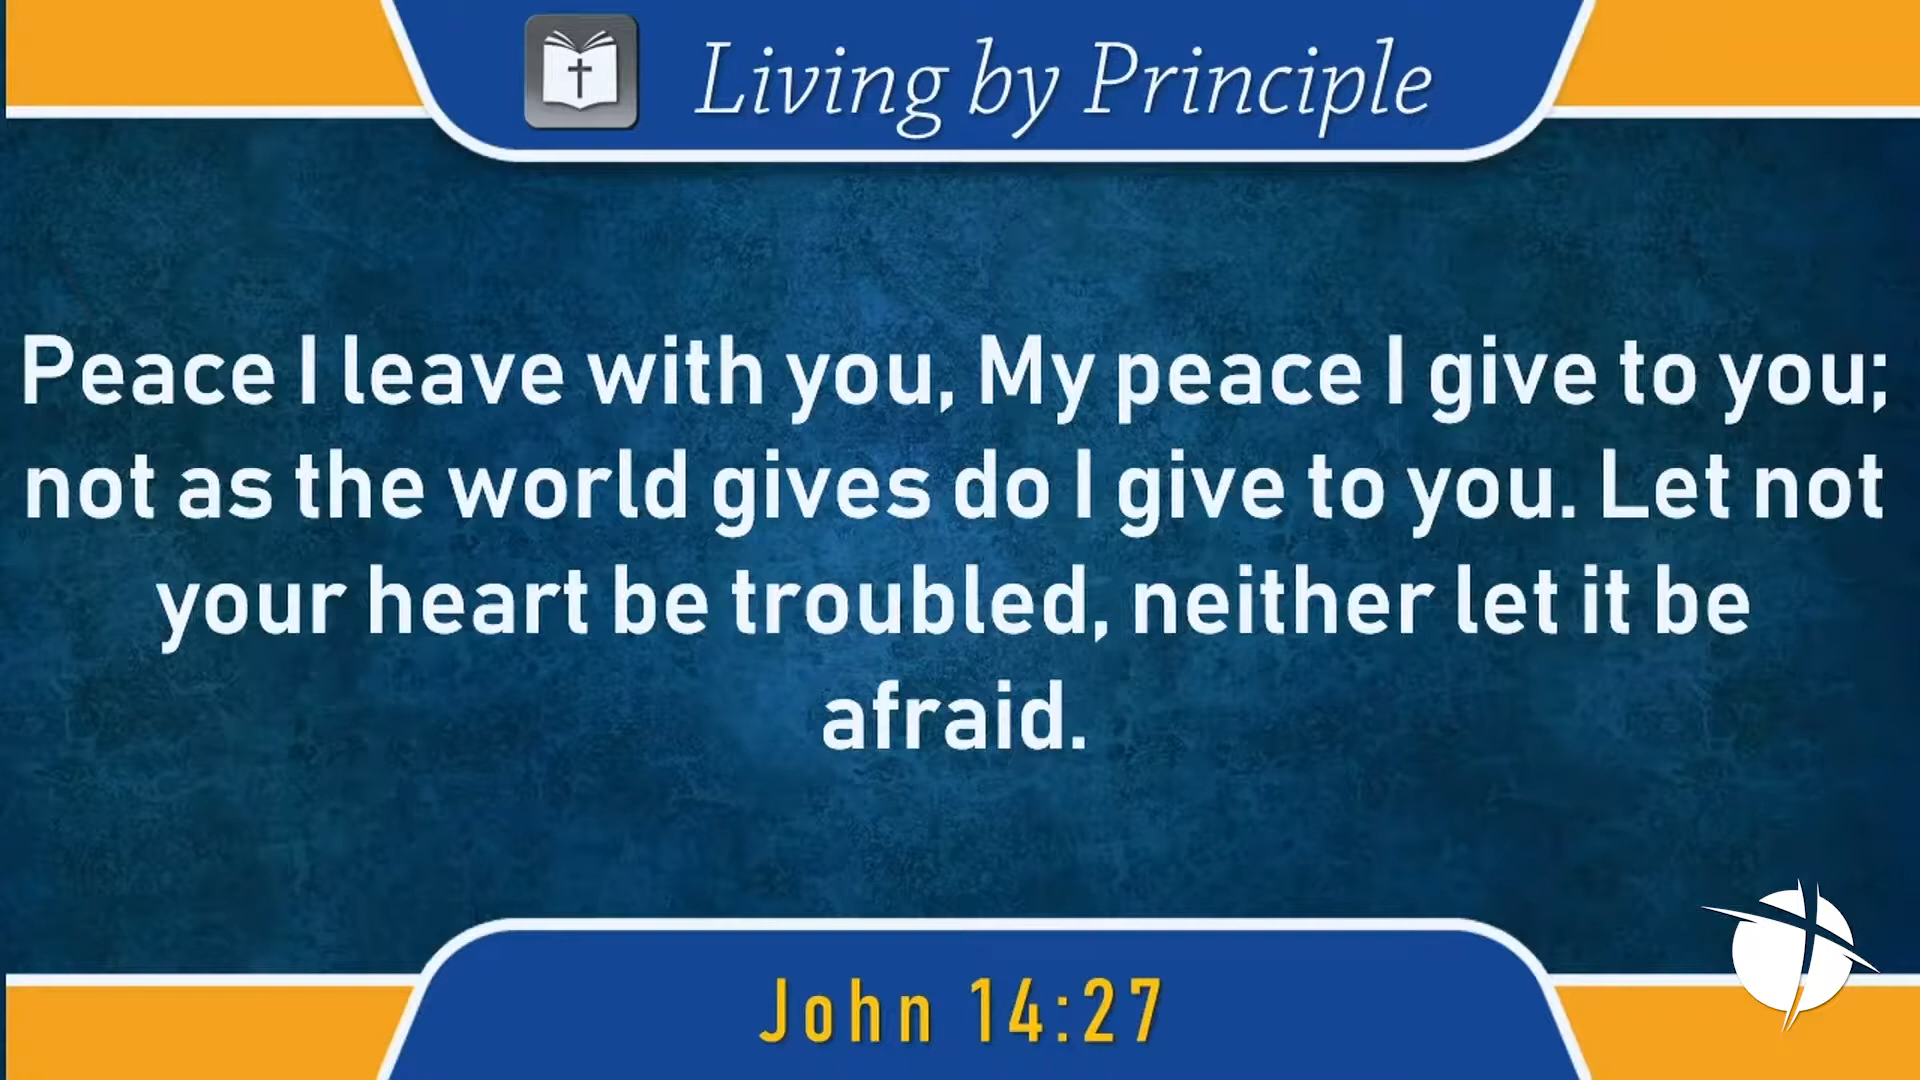 Living by Principle
Peace I leave with you, My peace I give to you;
not as the world gives do I give to you. Let not
your heart be troubled, neither let it be
afraid.
John 14:27